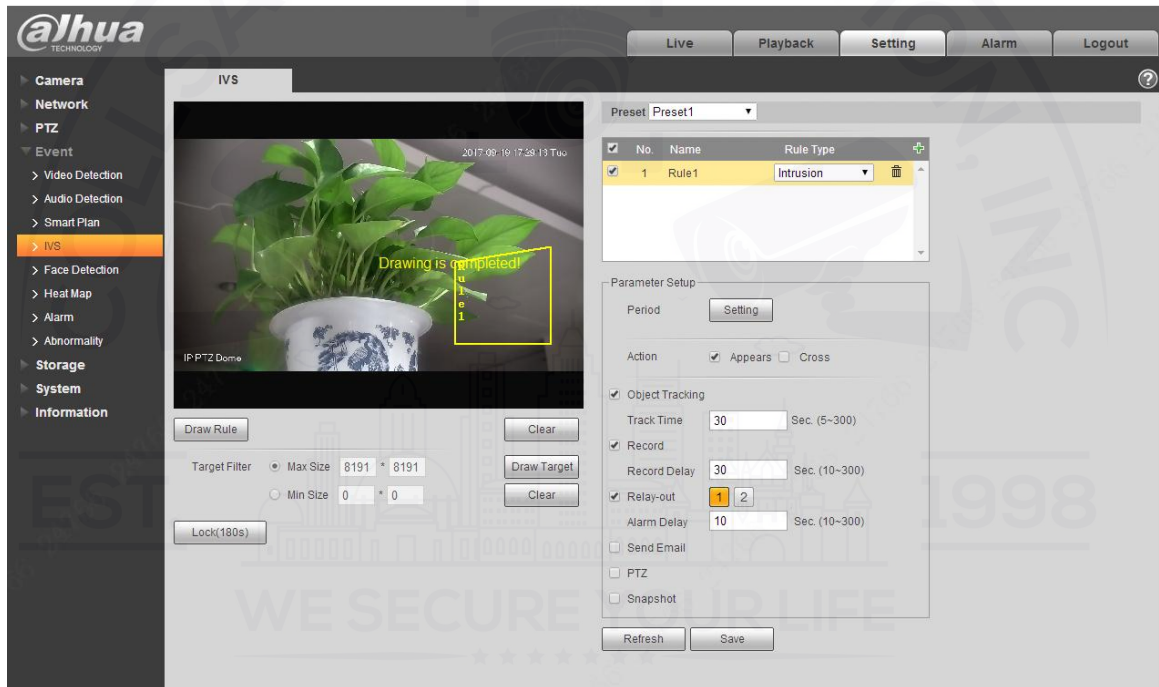 alhua
TECHNOLOGY
Live Playback Setting Alarm Logout
Camera
Network
PTZ
Event
Video Detection
Audio Detection
Smart Plan
IVS
Face Detection
Heat Map
Alarm
Abnormality
Storage
System
Information
IVS
2017-09-19 17:29:13 Tue
Drawing is completed!
Rule1
IP PTZ Dome
Draw Rule Clear
Target Filter Max Size 8191 * 8191 Draw Target
Min Size 0 * 0 Clear
Lock(180s)
Preset Preset1
No. Name Rule Type
1 Rule1 Intrusion
Parameter Setup
Period Setting
Action Appears Cross
Object Tracking
Track Time 30 Sec. (5~300)
Record
Record Delay 30 Sec. (10~300)
Relay-out 1 2
Alarm Delay 10 Sec. (10~300)
Send Email
PTZ
Snapshot
Refresh Save
EST 1998
WE SECURE YOUR LIFE